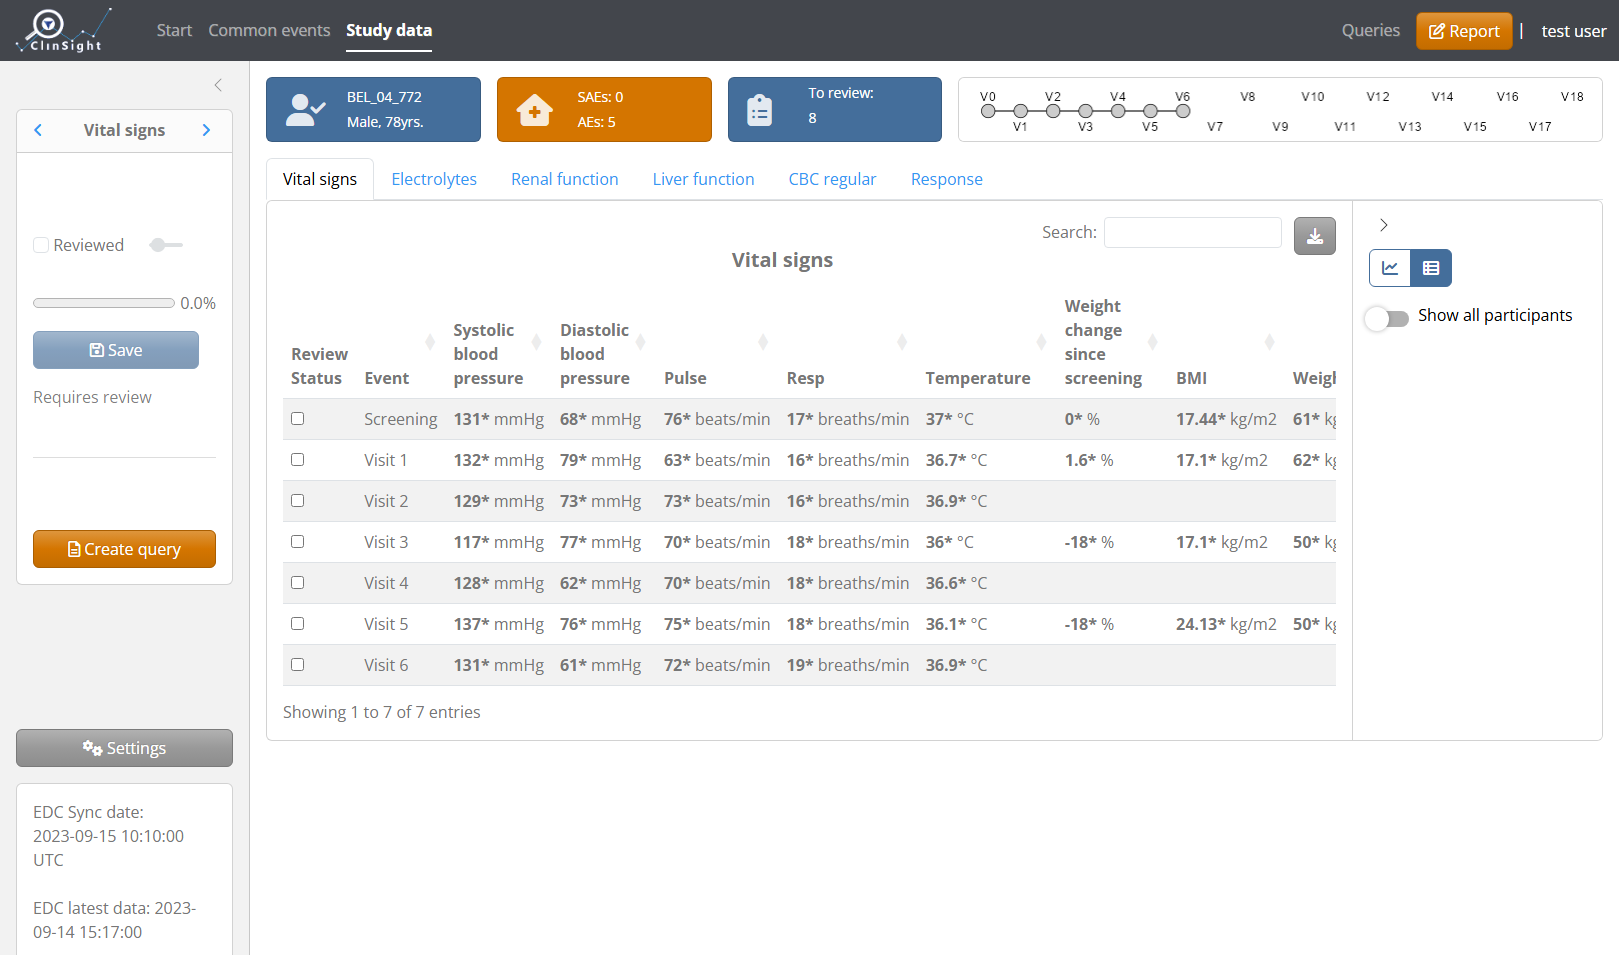 ClinSight
Start Common events Study data Queries Report | test user
Vital signs
Reviewed
0.0%
Save
Requires review
Create query
Settings
EDC Sync date:
2023-09-15 10:10:00
UTC
EDC latest data: 2023-
09-14 15:17:00
BEL_04_772
Male, 78yrs.
SAEs: 0
AEs: 5
To review:
8
V0 V2 V4 V6 V8 V10 V12 V14 V16 V18
V1 V3 V5 V7 V9 V11 V13 V15 V17
Vital signs Electrolytes Renal function Liver function CBC regular Response
Search:
Vital signs
Review Status Event Systolic blood pressure Diastolic blood pressure Pulse Resp Temperature Weight change since screening BMI Weigh
Screening 131* mmHg 68* mmHg 76* beats/min 17* breaths/min 37* °C 0* % 17.44* kg/m2 61* kg
Visit 1 132* mmHg 79* mmHg 63* beats/min 16* breaths/min 36.7* °C 1.6* % 17.1* kg/m2 62* kg
Visit 2 129* mmHg 73* mmHg 73* beats/min 16* breaths/min 36.9* °C
Visit 3 117* mmHg 77* mmHg 70* beats/min 18* breaths/min 36* °C -18* % 17.1* kg/m2 50* kg
Visit 4 128* mmHg 62* mmHg 70* beats/min 18* breaths/min 36.6* °C
Visit 5 137* mmHg 76* mmHg 75* beats/min 18* breaths/min 36.1* °C -18* % 24.13* kg/m2 50* kg
Visit 6 131* mmHg 61* mmHg 72* beats/min 19* breaths/min 36.9* °C
Showing 1 to 7 of 7 entries
Show all participants